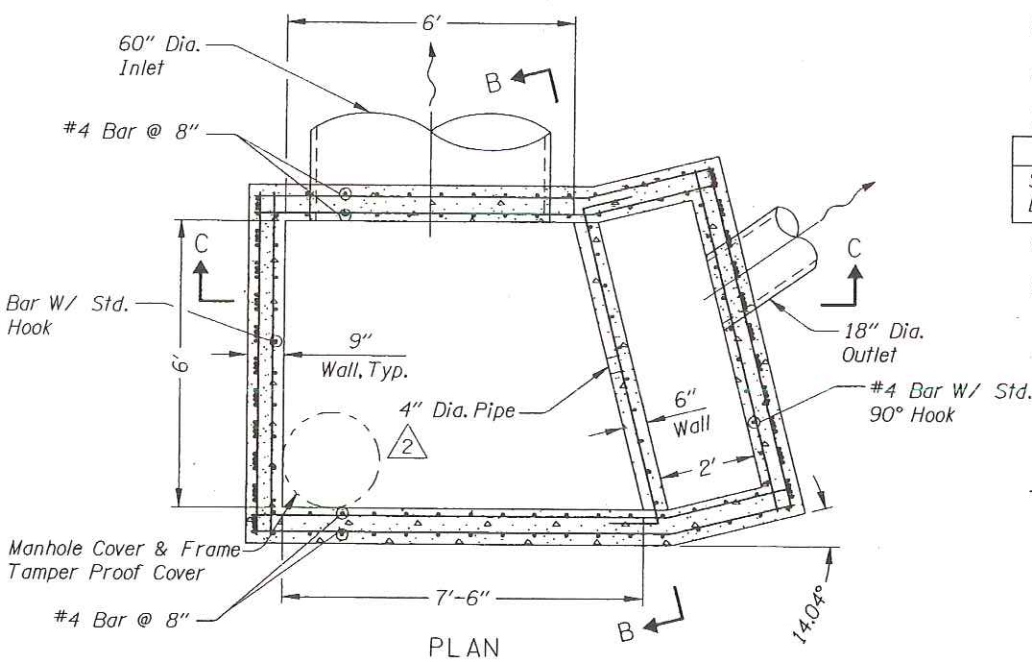 6'
60" Dia.
Inlet
B
#4 Bar @ 8"
C
C
Bar W/ Std.
Hook
6'
9"
Wall, Typ.
18" Dia.
Outlet
4" Dia. Pipe
6"
Wall
#4 Bar W/ Std.
90° Hook
2
2'
Manhole Cover & Frame
Tamper Proof Cover
7'-6"
14.04°
#4 Bar @ 8"
B
PLAN